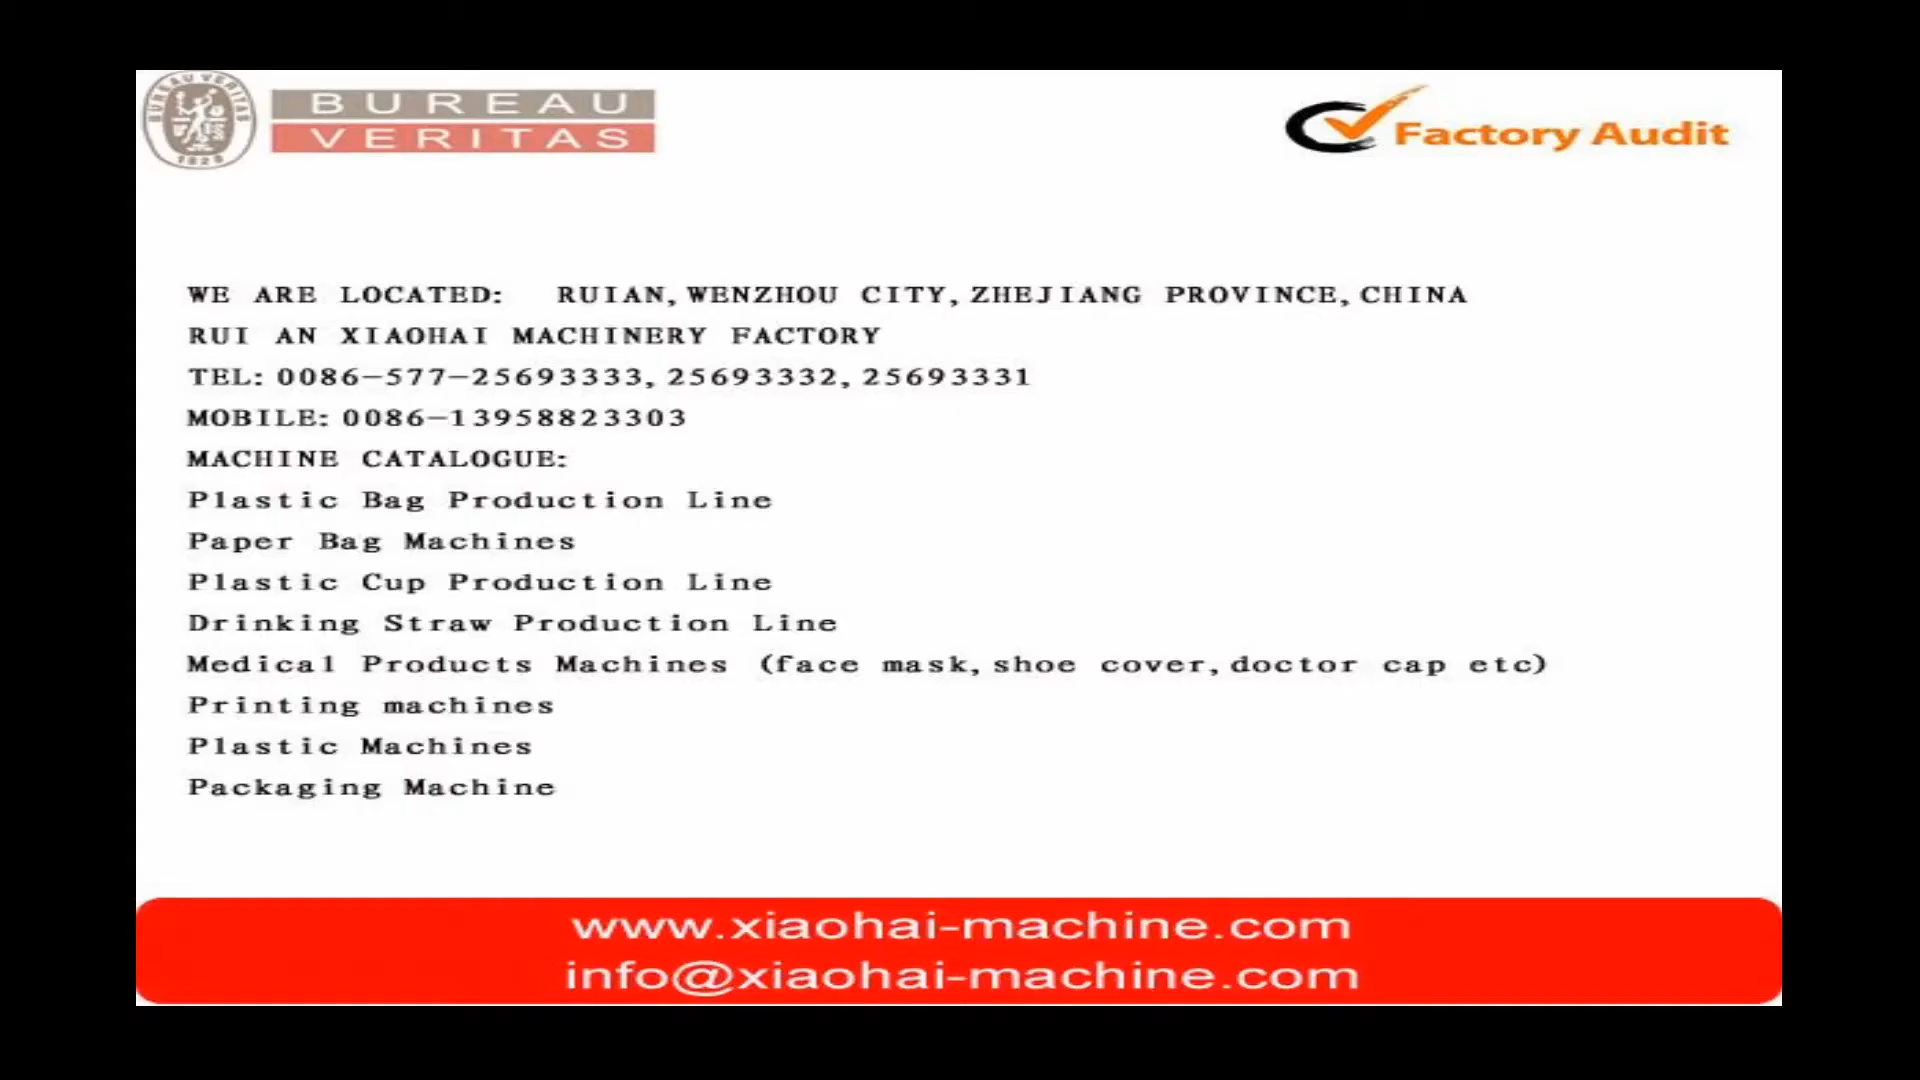 BUREAU VERITAS 1828
BUREAU
VERITAS
Factory Audit
WE ARE LOCATED: RUIAN,WENZHOU CITY,ZHEJIANG PROVINCE,CHINA
RUI AN XIAOHAI MACHINERY FACTORY
TEL:0086-577-25693333,25693332,25693331
MOBILE:0086-13958823303
MACHINE CATALOGUE:
Plastic Bag Production Line
Paper Bag Machines
Plastic Cup Production Line
Drinking Straw Production Line
Medical Products Machines (face mask,shoe cover,doctor cap etc)
Printing machines
Plastic Machines
Packaging Machine
www.xiaohai-machine.com
info@xiaohai-machine.com